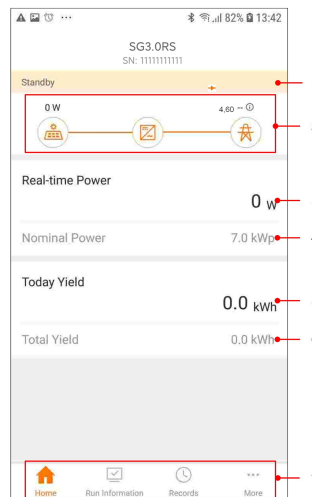 82% 13:42
SG3.0RS
SN: 11111111111
Standby
0 W
4,60 -- 
Real-time Power
0 W
Nominal Power 7.0 kWp
Today Yield
0.0 kWh
Total Yield 0.0 kWh
Home Run Information Records More